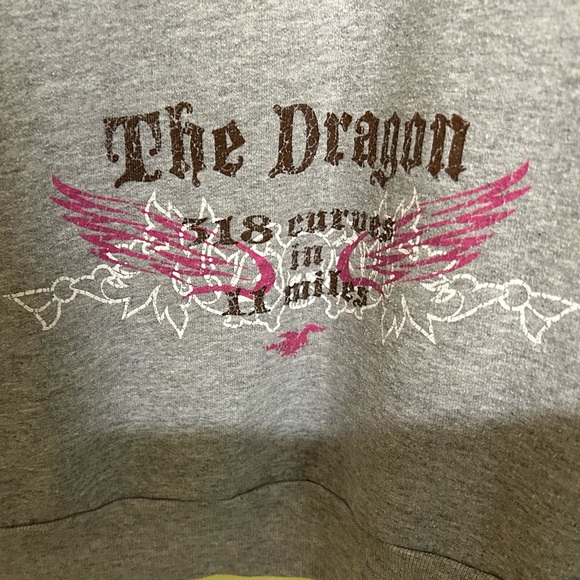 The Dragon
318 curves
in
11 miles